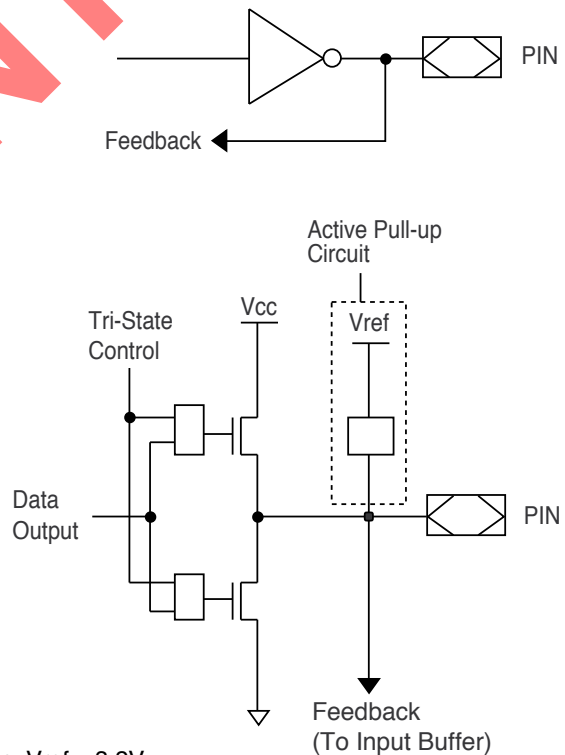 PIN
Feedback
Active Pull-up
Circuit
Vcc
Vref
Tri-State
Control
Data
Output
PIN
Feedback
(To Input Buffer)